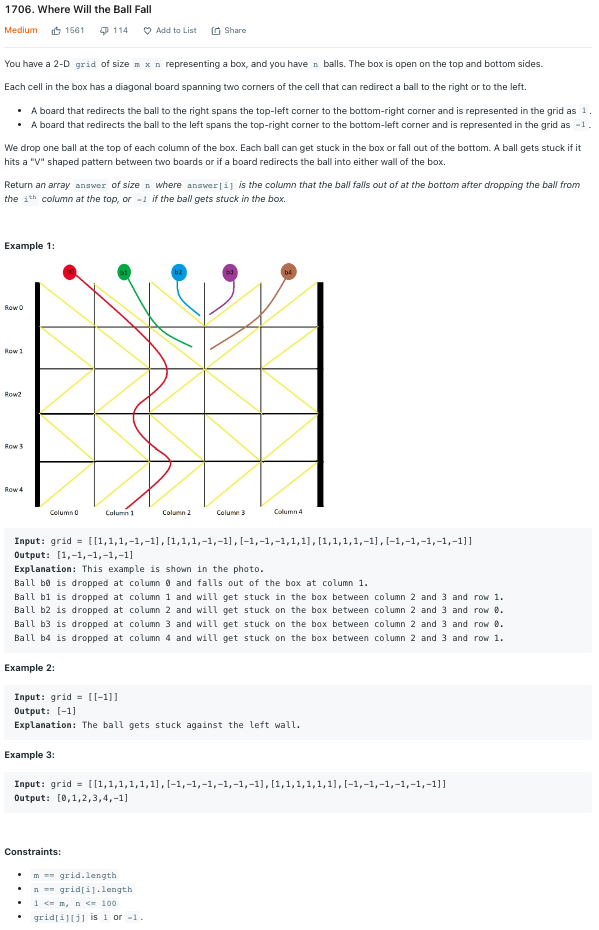 1706. Where Will the Ball Fall
Medium 1561 114 Add to List Share
You have a 2-D grid of size m x n representing a box, and you have n balls. The box is open on the top and bottom sides.
Each cell in the box has a diagonal board spanning two corners of the cell that can redirect a ball to the right or to the left.
• A board that redirects the ball to the right spans the top-left corner to the bottom-right corner and is represented in the grid as 1 .
• A board that redirects the ball to the left spans the top-right corner to the bottom-left corner and is represented in the grid as -1 .
We drop one ball at the top of each column of the box. Each ball can get stuck in the box or fall out of the bottom. A ball gets stuck if it
hits a "V" shaped pattern between two boards or if a board redirects the ball into either wall of the box.
Return an array answer of size n where answer[i] is the column that the ball falls out of at the bottom after dropping the ball from
the ith column at the top, or -1 if the ball gets stuck in the box.
Example 1:
b1 b2 b3 b4
Row 0
Row 1
Row2
Row 3
Row 4
Column 0 Column 1 Column 2 Column 3 Column 4
Input: grid = [[1,1,1,-1,-1],[1,1,1,-1,-1],[-1,-1,-1,1,1],[1,1,1,1,-1],[-1,-1,-1,-1,-1]]
Output: [1,-1,-1,-1,-1]
Explanation: This example is shown in the photo.
Ball b0 is dropped at column 0 and falls out of the box at column 1.
Ball b1 is dropped at column 1 and will get stuck in the box between column 2 and 3 and row 1.
Ball b2 is dropped at column 2 and will get stuck on the box between column 2 and 3 and row 0.
Ball b3 is dropped at column 3 and will get stuck on the box between column 2 and 3 and row 0.
Ball b4 is dropped at column 4 and will get stuck on the box between column 2 and 3 and row 1.
Example 2:
Input: grid = [[-1]]
Output: [-1]
Explanation: The ball gets stuck against the left wall.
Example 3:
Input: grid = [[1,1,1,1,1,1],[-1,-1,-1,-1,-1,-1],[1,1,1,1,1,1],[-1,-1,-1,-1,-1,-1]]
Output: [0,1,2,3,4,-1]
Constraints:
• m == grid.length
• n == grid[i].length
• 1 <= m, n <= 100
• grid[i][j] is 1 or -1 .